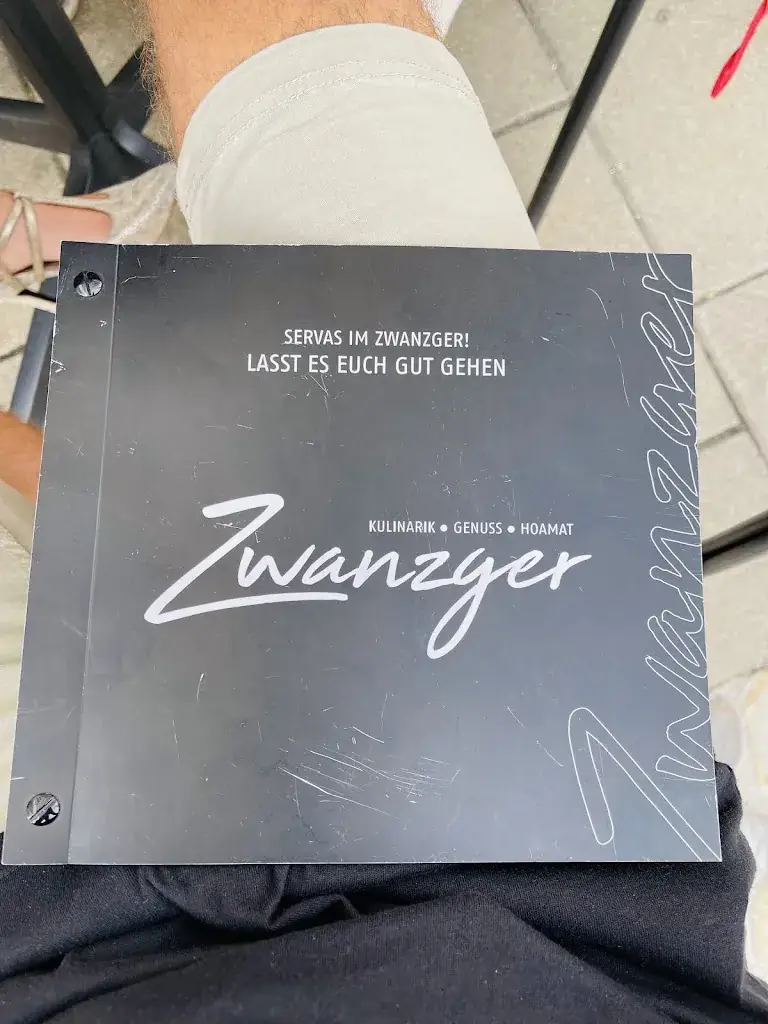 SERVAS IM ZWANZGER!
LASST ES EUCH GUT GEHEN
KULINARIK • GENUSS • HOAMAT
Zwanzger
Zwanzger